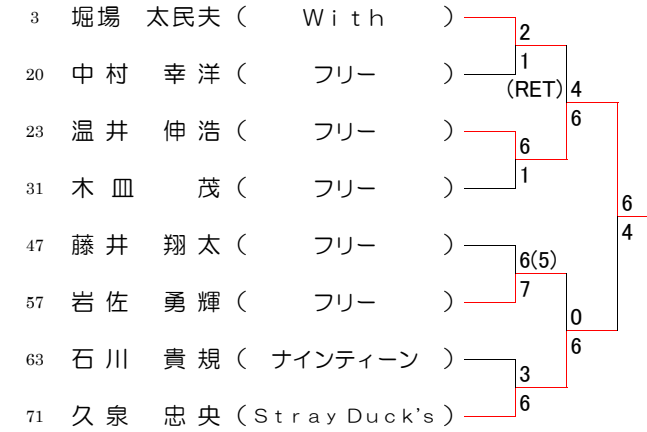 3 堀場 太民夫 ( With )
2
20 中村 幸洋 ( フリー )
1
(RET) 4
23 温井 伸浩 ( フリー )
6
6
31 木皿 茂 ( フリー )
1
6
47 藤井 翔太 ( フリー )
4
6(5)
57 岩佐 勇輝 ( フリー )
7
0
63 石川 貴規 ( ナインティーン )
6
3
71 久泉 忠央 ( Stray Duck's )
6